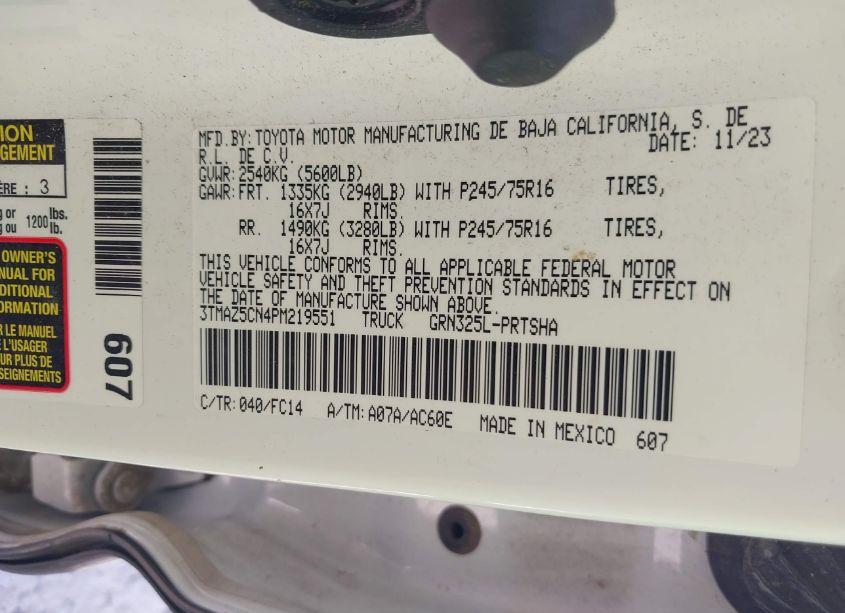 ION
GEMENT
ÈRE : 3
g or
g ou
1200
lbs.
lb.
OWNER'S
NUAL FOR
DITIONAL
ORMATION
R LE MANUEL
E L'USAGER
UR PLUS DE
SEIGNEMENTS
607
MFD. BY: TOYOTA MOTOR MANUFACTURING DE BAJA CALIFORNIA, S. DE
R.L. DE C.V. DATE: 11/23
GVWR: 2540KG (5600LB)
GAWR: FRT. 1335KG (2940LB) WITH P245/75R16 TIRES,
16X7J RIMS.
RR. 1490KG (3280LB) WITH P245/75R16 TIRES,
16X7J RIMS.
THIS VEHICLE CONFORMS TO ALL APPLICABLE FEDERAL MOTOR
VEHICLE SAFETY AND THEFT PREVENTION STANDARDS IN EFFECT ON
THE DATE OF MANUFACTURE SHOWN ABOVE.
3TMAZ5CN4PM219551 TRUCK GRN325L-PRTSHA
C/TR: 040/FC14 A/TM: A07A/AC60E MADE IN MEXICO 607